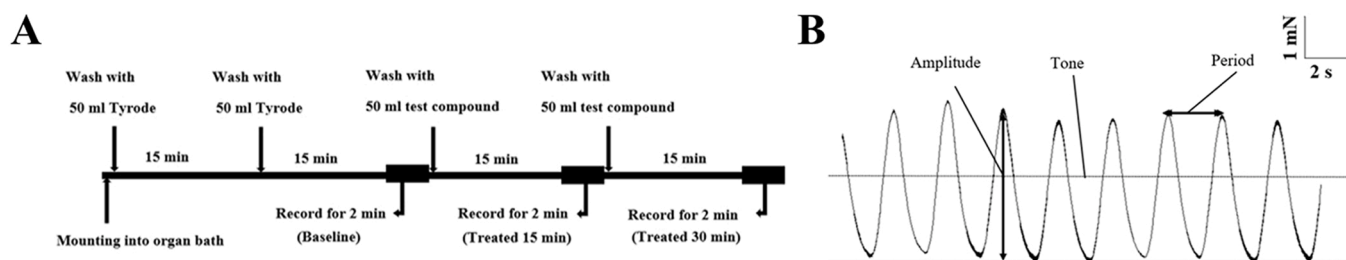 A
Wash with
50 ml Tyrode
Wash with
50 ml Tyrode
Wash with
50 ml test compound
Wash with
50 ml test compound
15 min
15 min
15 min
15 min
Mounting into organ bath
Record for 2 min
(Baseline)
Record for 2 min
(Treated 15 min)
Record for 2 min
(Treated 30 min)
B
Amplitude
Tone
Period
1 mN
2 s